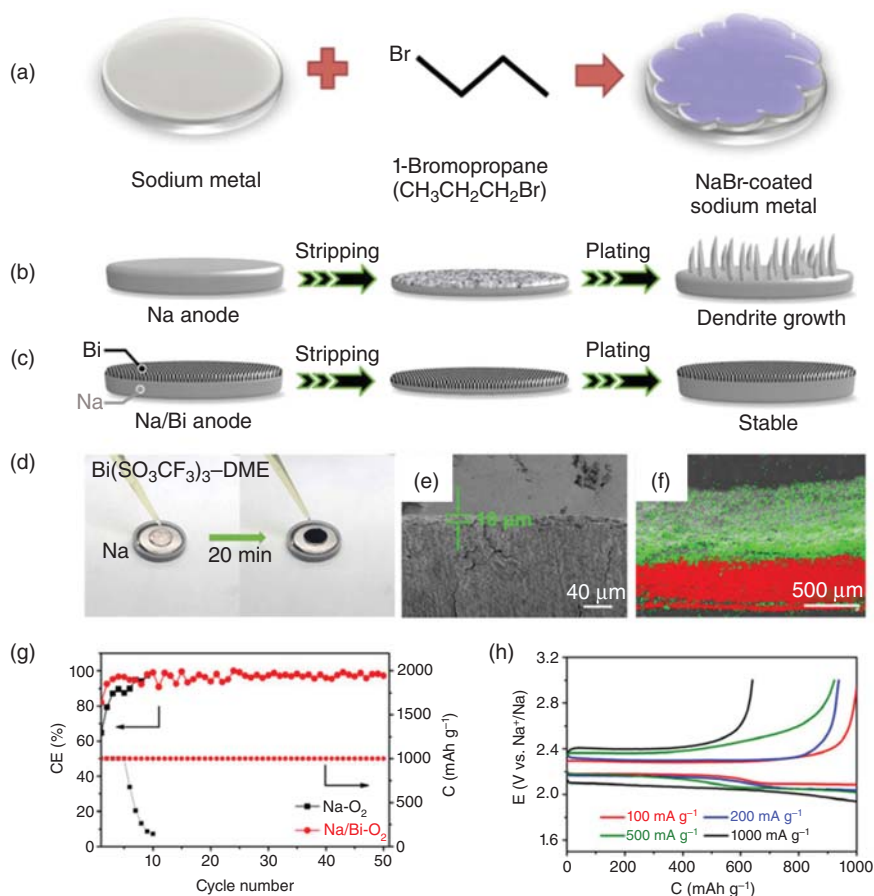 (a)
Br
Sodium metal
1-Bromopropane
(CH3CH2CH2Br)
NaBr-coated
sodium metal
(b)
Stripping
Plating
Na anode
Dendrite growth
(c)
Bi
Na
Stripping
Plating
Na/Bi anode
Stable
(d)
Bi(SO₃CF₃)₃–DME
Na
20 min
(e)
18 μm
40 μm
(f)
500 μm
(g)
CE (%)
100
80
60
40
20
0
2000
1500
1000
500
0
C (mAh g⁻¹)
Na-O₂
Na/Bi-O₂
0 10 20 30 40 50
Cycle number
(h)
E (V vs. Na⁺/Na)
3.2
2.8
2.4
2.0
1.6
100 mA g⁻¹
200 mA g⁻¹
500 mA g⁻¹
1000 mA g⁻¹
0 200 400 600 800 1000
C (mAh g⁻¹)